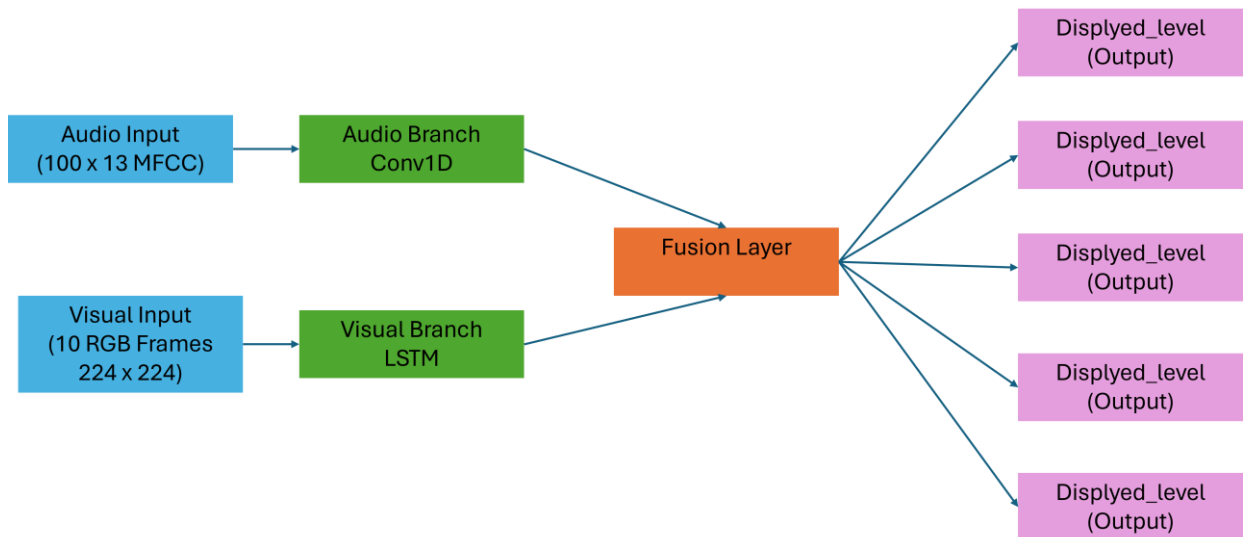 Audio Input
(100 x 13 MFCC)
Audio Branch
Conv1D
Visual Input
(10 RGB Frames
224 x 224)
Visual Branch
LSTM
Fusion Layer
Displyed_level
(Output)
Displyed_level
(Output)
Displyed_level
(Output)
Displyed_level
(Output)
Displyed_level
(Output)